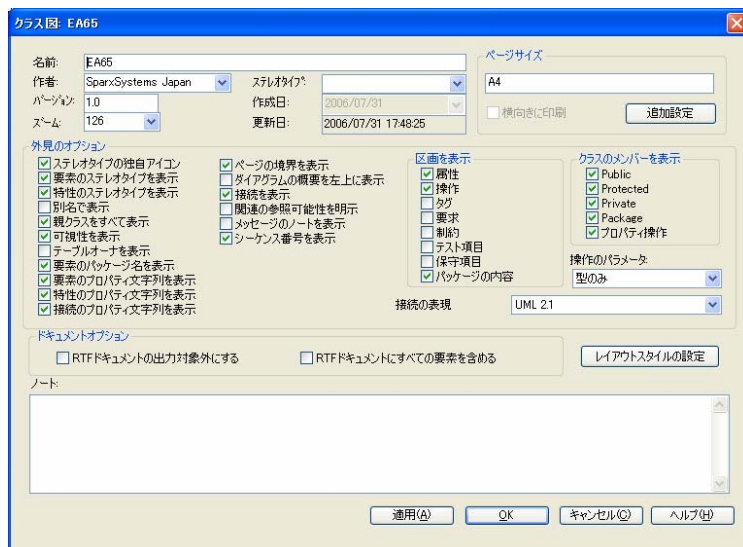 クラス図: EA65
名前: EA65
作者: SparxSystems Japan
ステレオタイプ:
バージョン: 1.0
作成日: 2006/07/31
ズーム: 126
更新日: 2006/07/31 17:48:25
ページサイズ
A4
横向きに印刷
追加設定
外見のオプション
ステレオタイプの独自アイコン
要素のステレオタイプを表示
特性のステレオタイプを表示
別名で表示
親クラスをすべて表示
可視性を表示
テーブルオーナを表示
要素のパッケージ名を表示
要素のプロパティ文字列を表示
特性のプロパティ文字列を表示
接続のプロパティ文字列を表示
ページの境界を表示
ダイアグラムの概要を左上に表示
接続を表示
関連の参照可能性を明示
メッセージのノートを表示
シーケンス番号を表示
区画を表示
属性
操作
タグ
要求
制約
テスト項目
保守項目
パッケージの内容
クラスのメンバーを表示
Public
Protected
Private
Package
プロパティ操作
操作のパラメータ
型のみ
接続の表現 UML 2.1
ドキュメントオプション
RTFドキュメントの出力対象外にする
RTFドキュメントにすべての要素を含める
レイアウトスタイルの設定
ノート:
適用(A)
OK
キャンセル(C)
ヘルプ(H)